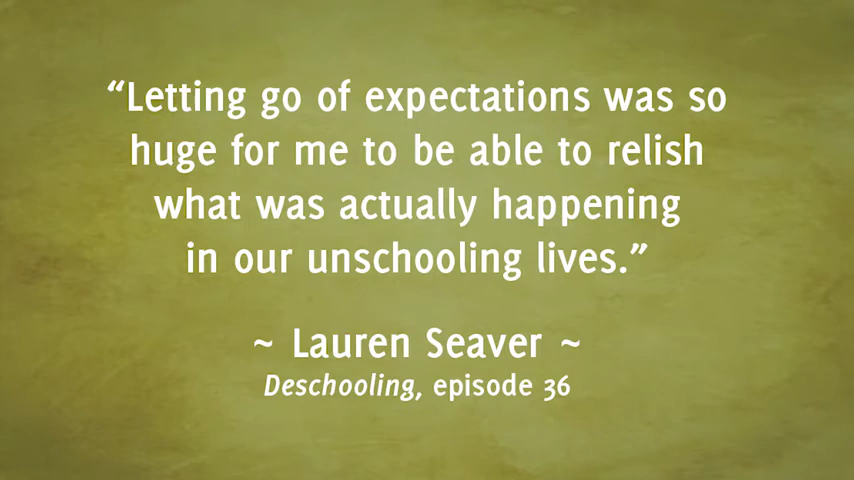 “Letting go of expectations was so
huge for me to be able to relish
what was actually happening
in our unschooling lives.”
~ Lauren Seaver ~
Deschooling, episode 36